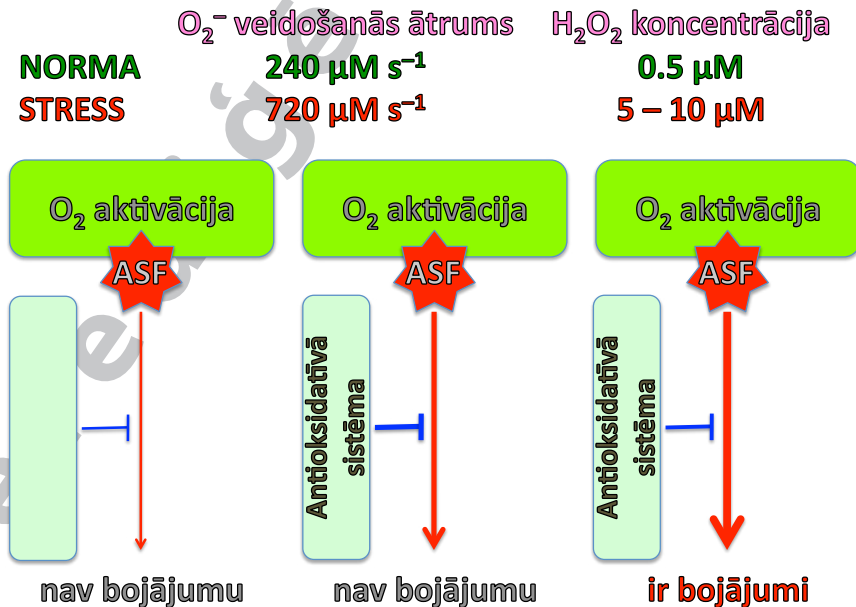 O₂⁻ veidošanās ātrums H₂O₂ koncentrācija
NORMA 240 μM s⁻¹ 0.5 μM
STRESS 720 μM s⁻¹ 5 – 10 μM
O₂ aktivācija O₂ aktivācija O₂ aktivācija
ASF ASF ASF
Antioksidatīvā
sistēma
Antioksidatīvā
sistēma
nav bojājumu nav bojājumu ir bojājumi